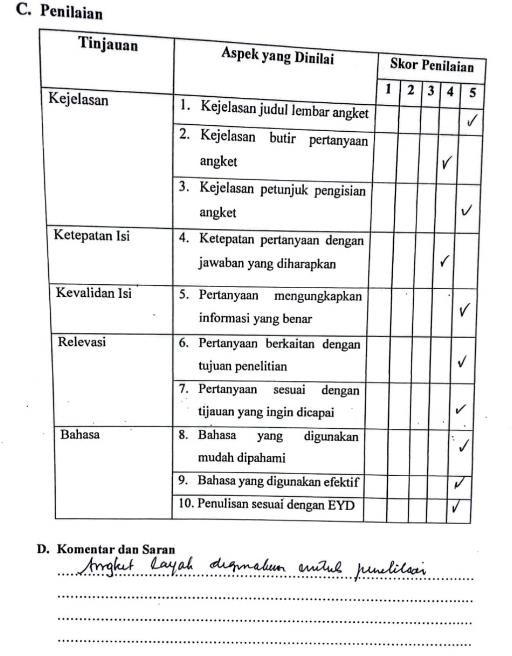 C. Penilaian
Tinjauan Aspek yang Dinilai Skor Penilaian
1 2 3 4 5
Kejelasan 1. Kejelasan judul lembar angket ✓
2. Kejelasan butir pertanyaan
angket ✓
3. Kejelasan petunjuk pengisian
angket ✓
Ketepatan Isi 4. Ketepatan pertanyaan dengan
jawaban yang diharapkan ✓
Kevalidan Isi 5. Pertanyaan mengungkapkan
informasi yang benar ✓
Relevasi 6. Pertanyaan berkaitan dengan
tujuan penelitian ✓
7. Pertanyaan sesuai dengan
tijauan yang ingin dicapai ✓
Bahasa 8. Bahasa yang digunakan
mudah dipahami ✓
9. Bahasa yang digunakan efektif ✓
10. Penulisan sesuai dengan EYD ✓
D. Komentar dan Saran
Angket layak digunakan untuk penelitian